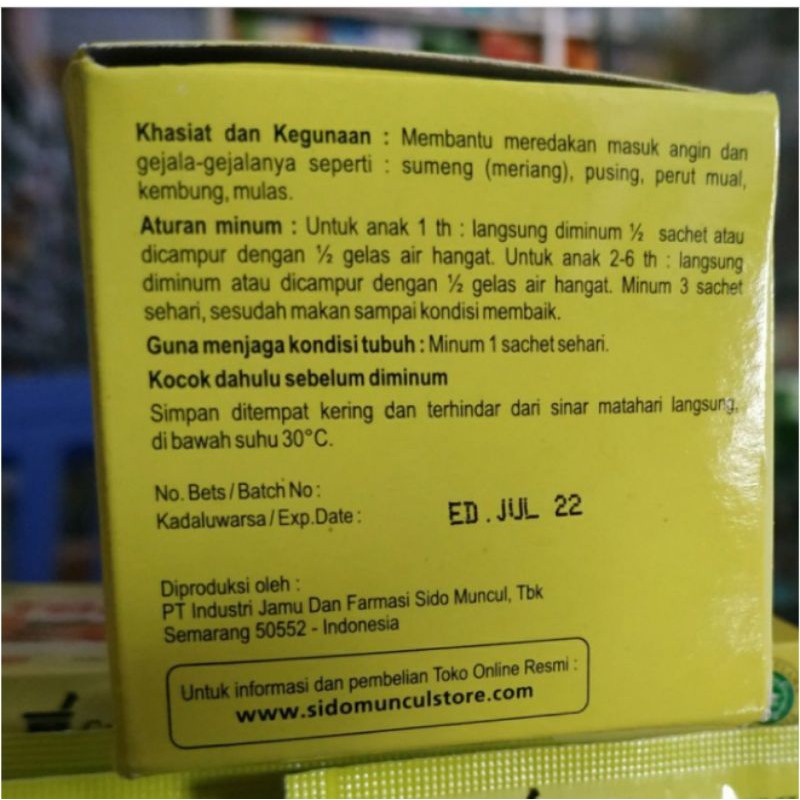 Khasiat dan Kegunaan : Membantu meredakan masuk angin dan
gejala-gejalanya seperti : sumeng (meriang), pusing, perut mual,
kembung, mulas.
Aturan minum : Untuk anak 1 th : langsung diminum ½ sachet atau
dicampur dengan ½ gelas air hangat. Untuk anak 2-6 th : langsung
diminum atau dicampur dengan ½ gelas air hangat. Minum 3 sachet
sehari, sesudah makan sampai kondisi membaik.
Guna menjaga kondisi tubuh : Minum 1 sachet sehari.
Kocok dahulu sebelum diminum
Simpan ditempat kering dan terhindar dari sinar matahari langsung,
di bawah suhu 30°C.
No. Bets / Batch No :
Kadaluwarsa / Exp.Date : ED. JUL 22
Diproduksi oleh :
PT Industri Jamu Dan Farmasi Sido Muncul, Tbk
Semarang 50552 - Indonesia
Untuk informasi dan pembelian Toko Online Resmi :
www.sidomunculstore.com